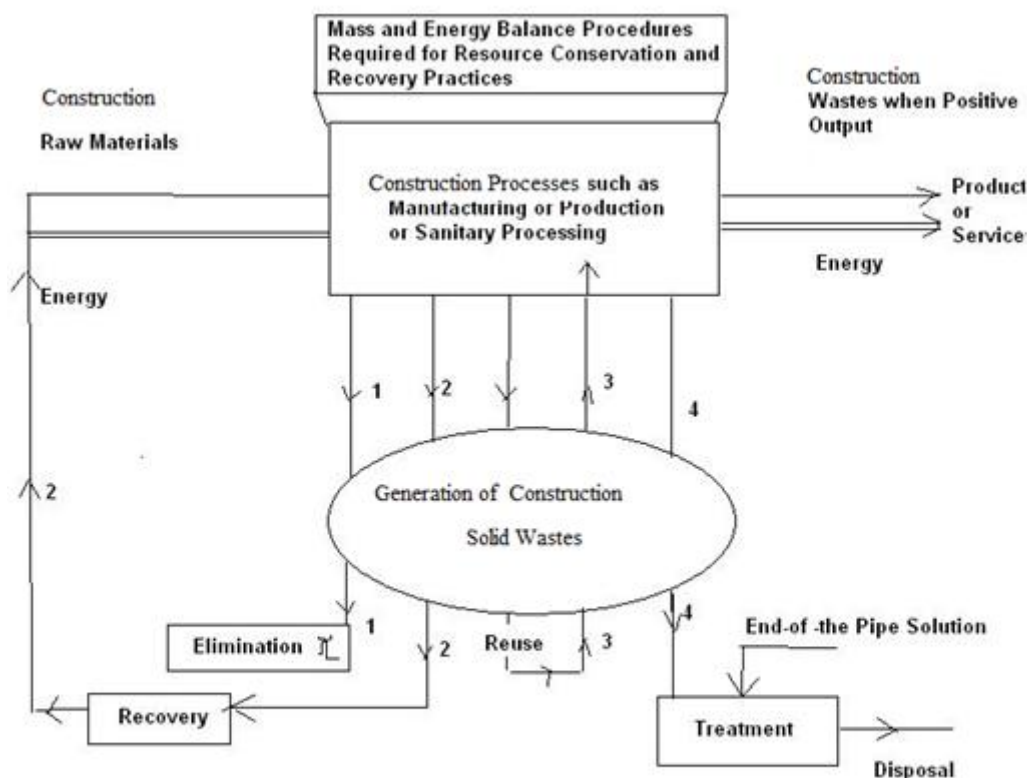 Mass and Energy Balance Procedures
Required for Resource Conservation and
Recovery Practices
Construction
Raw Materials
Construction
Wastes when Positive
Output
Construction Processes such as
Manufacturing or Production
or Sanitary Processing
Product
or
Service
Energy
Energy
1
2
3
4
2
Generation of Construction
Solid Wastes
1
2
Reuse
3
4
End-of -the Pipe Solution
Elimination
Recovery
Treatment
Disposal